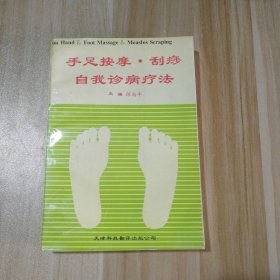 on Hand & Foot Massage & Measles Scraping
手足按摩·刮痧
自我诊病疗法
主 编
天津科技翻译出版公司